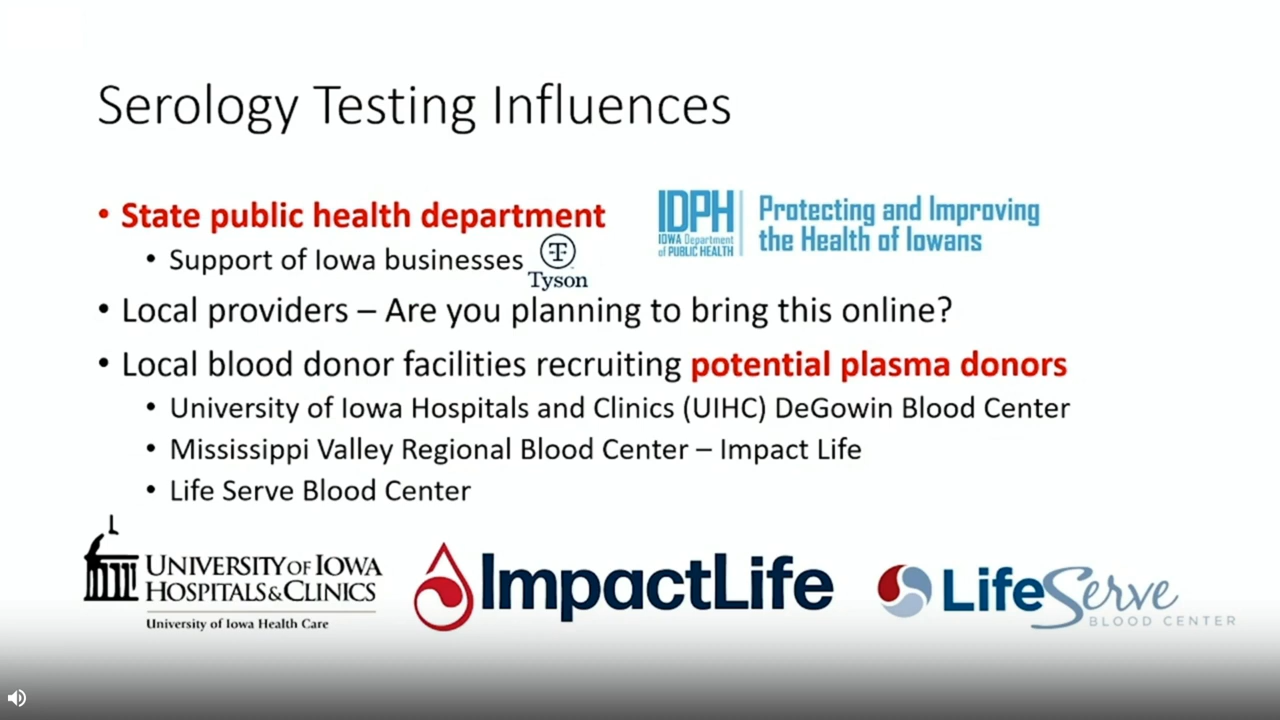 Serology Testing Influences
• State public health department
IDPH
IOWA Department
of PUBLIC HEALTH
Protecting and Improving
the Health of Iowans
• Support of Iowa businesses
Tyson
• Local providers – Are you planning to bring this online?
• Local blood donor facilities recruiting potential plasma donors
• University of Iowa Hospitals and Clinics (UIHC) DeGowin Blood Center
• Mississippi Valley Regional Blood Center – Impact Life
• Life Serve Blood Center
UNIVERSITY OF IOWA
HOSPITALS & CLINICS
University of Iowa Health Care
ImpactLife
LifeServe
BLOOD CENTER